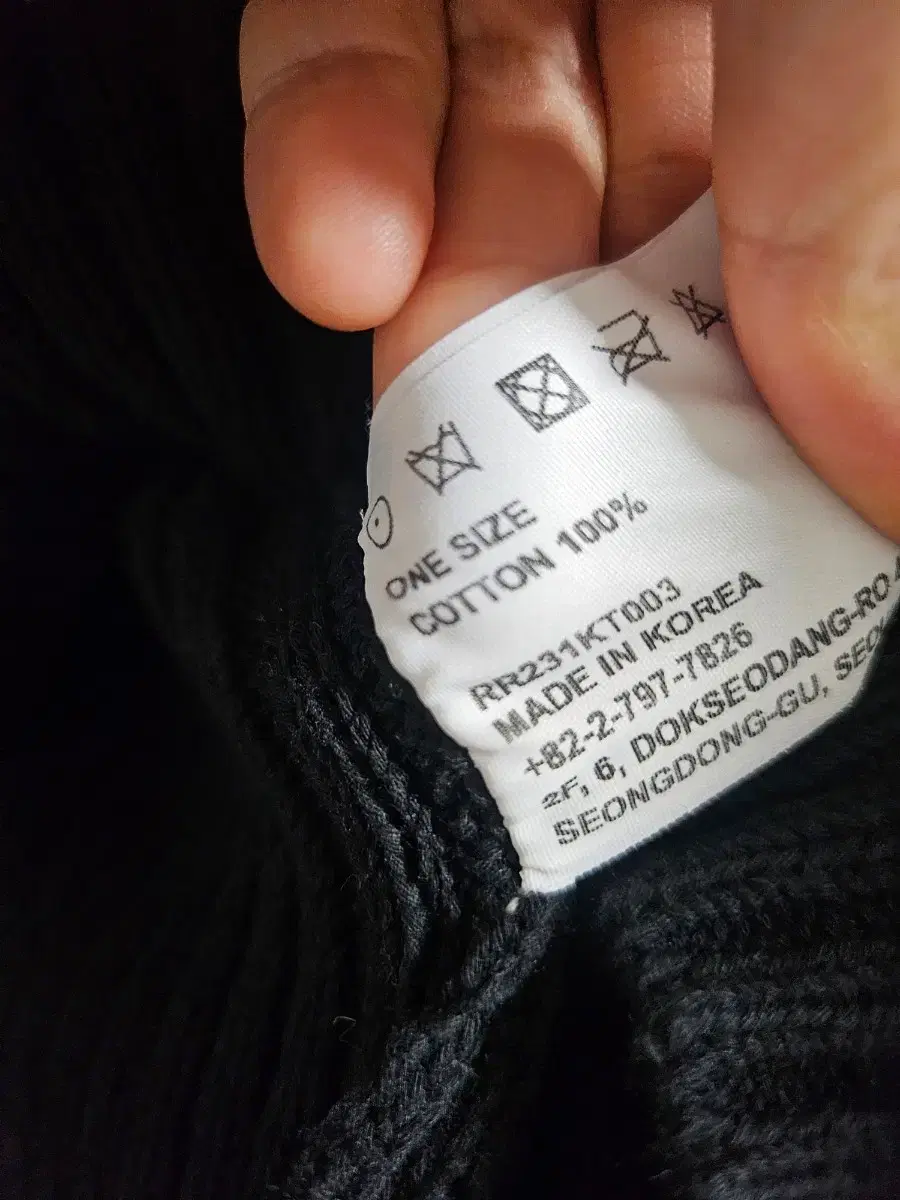 ONE SIZE
COTTON 100%
RR231KT003
MADE IN KOREA
+82-2-797-7826
2F, 6, DOKSEODANG-RO
SEONGDONG-GU,